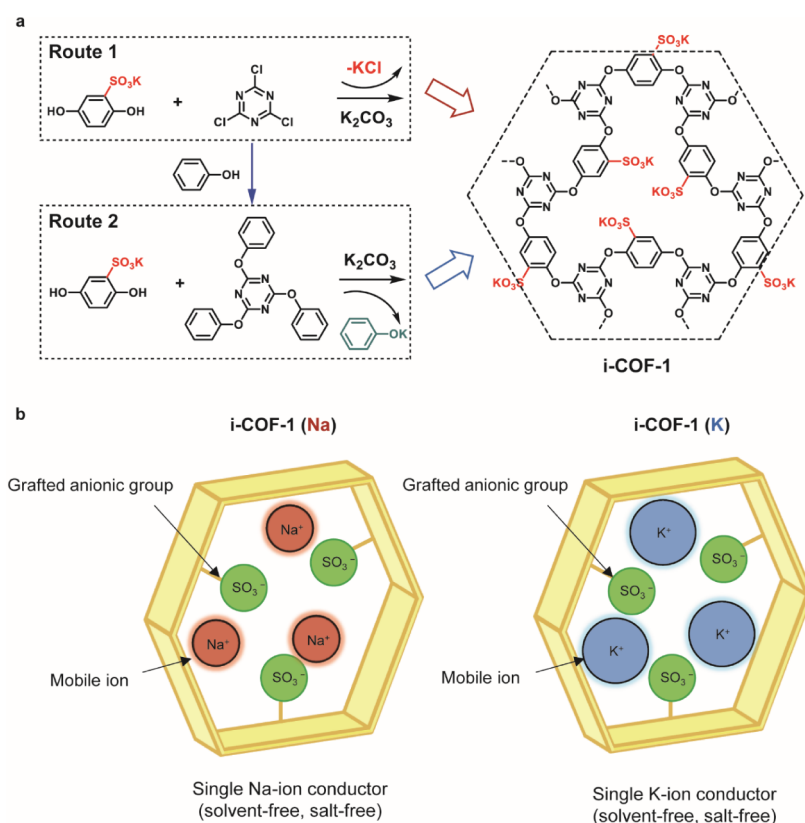 a
Route 1
SO₃K
HO
OH
+
Cl
N
N
N
Cl
Cl
-KCl
K₂CO₃
OH
Route 2
SO₃K
HO
OH
+
O
N
N
N
O
O
K₂CO₃
OK
SO₃K
SO₃K
KO₃S
SO₃K
KO₃S
SO₃K
i-COF-1
b
i-COF-1 (Na)
Grafted anionic group
Na⁺
SO₃⁻
SO₃⁻
Na⁺
Na⁺
SO₃⁻
Mobile ion
Single Na-ion conductor
(solvent-free, salt-free)
i-COF-1 (K)
Grafted anionic group
K⁺
SO₃⁻
SO₃⁻
K⁺
K⁺
SO₃⁻
Mobile ion
Single K-ion conductor
(solvent-free, salt-free)